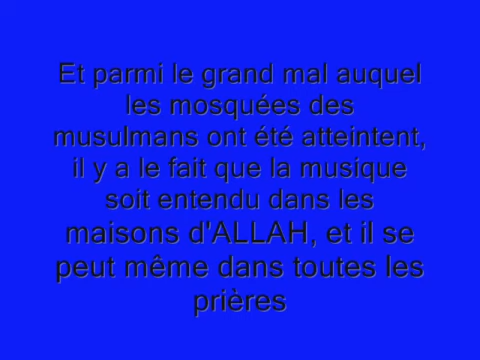 Et parmi le grand mal auquel
les mosquées des
musulmans ont été atteintent,
il y a le fait que la musique
soit entendu dans les
maisons d'ALLAH, et il se
peut même dans toutes les
prières